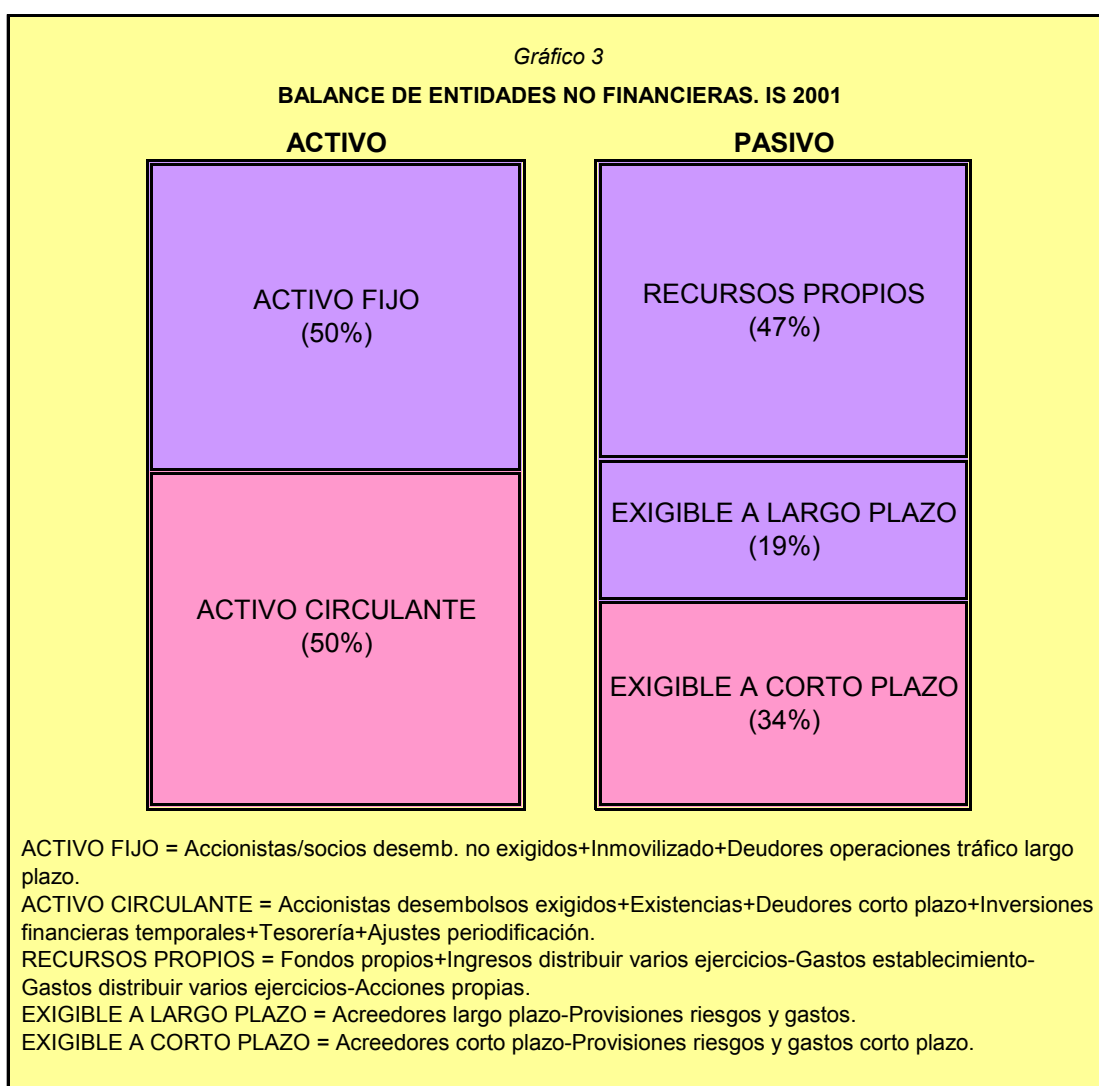 Gráfico 3
BALANCE DE ENTIDADES NO FINANCIERAS. IS 2001
ACTIVO
PASIVO
ACTIVO FIJO
(50%)
RECURSOS PROPIOS
(47%)
EXIGIBLE A LARGO PLAZO
(19%)
ACTIVO CIRCULANTE
(50%)
EXIGIBLE A CORTO PLAZO
(34%)
ACTIVO FIJO = Accionistas/socios desemb. no exigidos+Inmovilizado+Deudores operaciones tráfico largo
plazo.
ACTIVO CIRCULANTE = Accionistas desembolsos exigidos+Existencias+Deudores corto plazo+Inversiones
financieras temporales+Tesorería+Ajustes periodificación.
RECURSOS PROPIOS = Fondos propios+Ingresos distribuir varios ejercicios-Gastos establecimiento-
Gastos distribuir varios ejercicios-Acciones propias.
EXIGIBLE A LARGO PLAZO = Acreedores largo plazo-Provisiones riesgos y gastos.
EXIGIBLE A CORTO PLAZO = Acreedores corto plazo-Provisiones riesgos y gastos corto plazo.